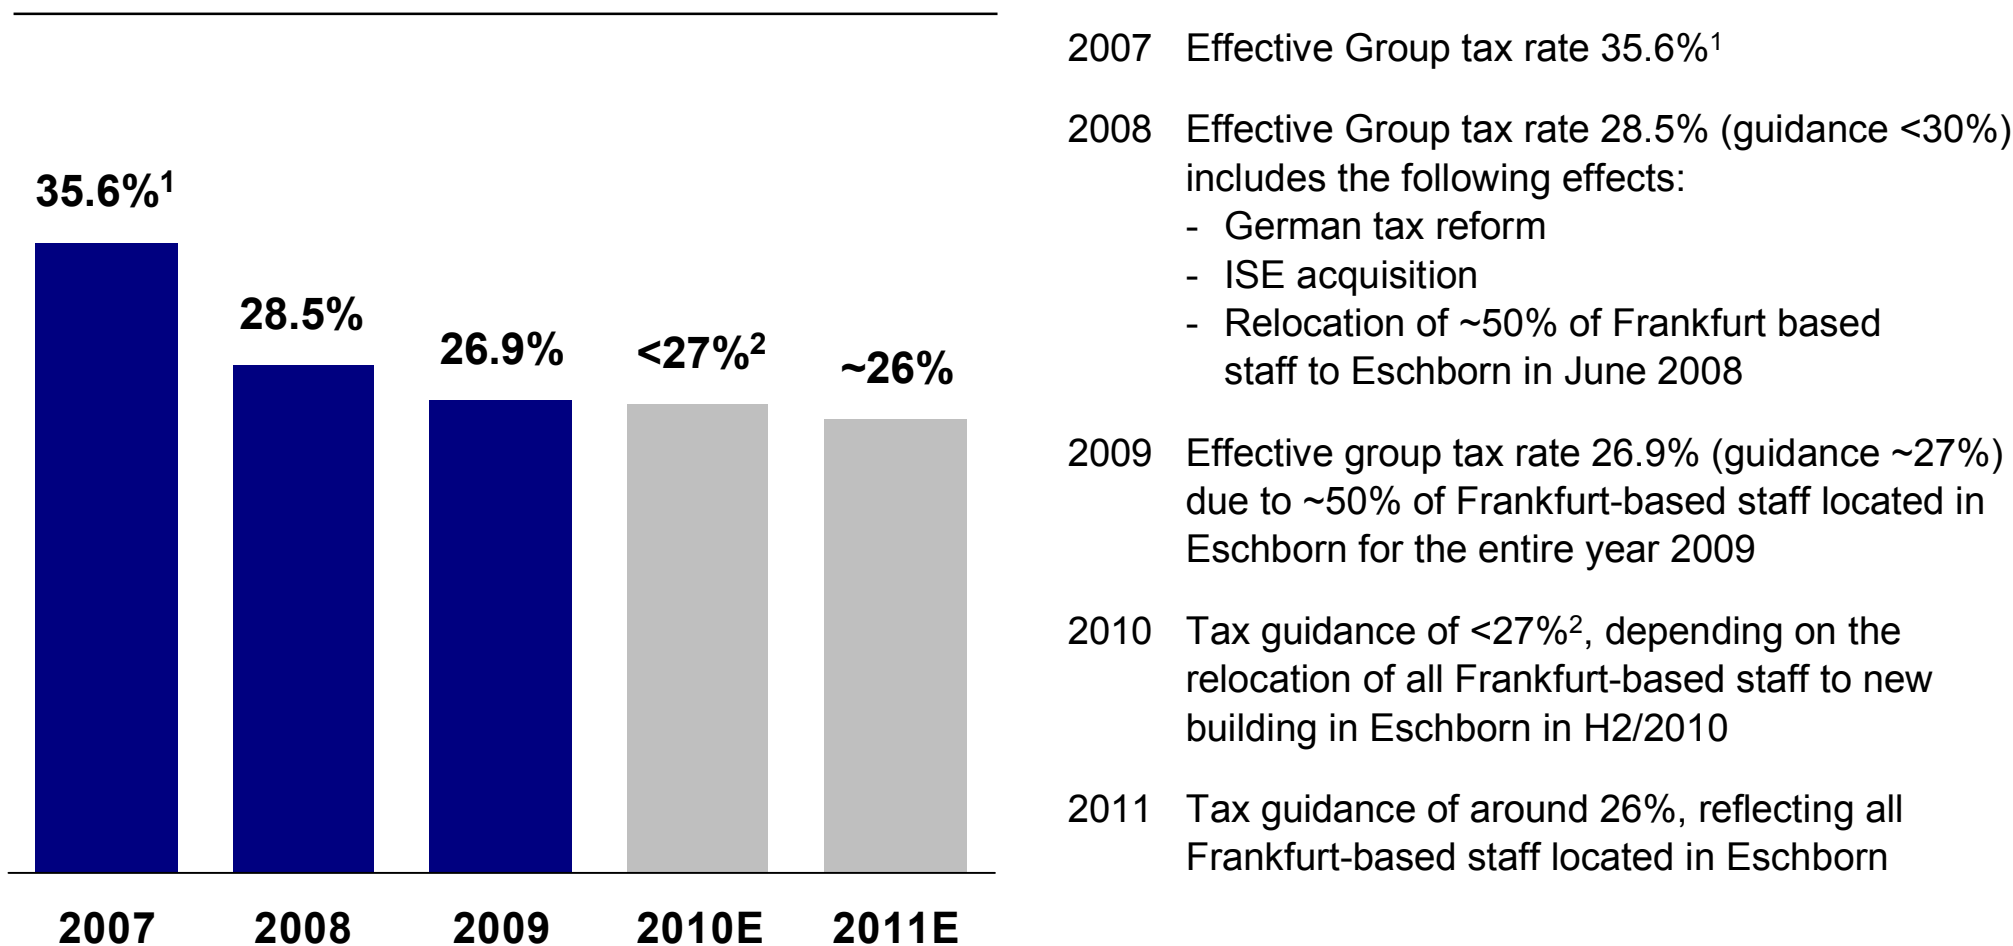 35.6%¹
28.5%
26.9%
<27%²
~26%
2007
2008
2009
2010E
2011E
2007 Effective Group tax rate 35.6%¹
2008 Effective Group tax rate 28.5% (guidance <30%)
includes the following effects:
- German tax reform
- ISE acquisition
- Relocation of ~50% of Frankfurt based
staff to Eschborn in June 2008
2009 Effective group tax rate 26.9% (guidance ~27%)
due to ~50% of Frankfurt-based staff located in
Eschborn for the entire year 2009
2010 Tax guidance of <27%², depending on the
relocation of all Frankfurt-based staff to new
building in Eschborn in H2/2010
2011 Tax guidance of around 26%, reflecting all
Frankfurt-based staff located in Eschborn